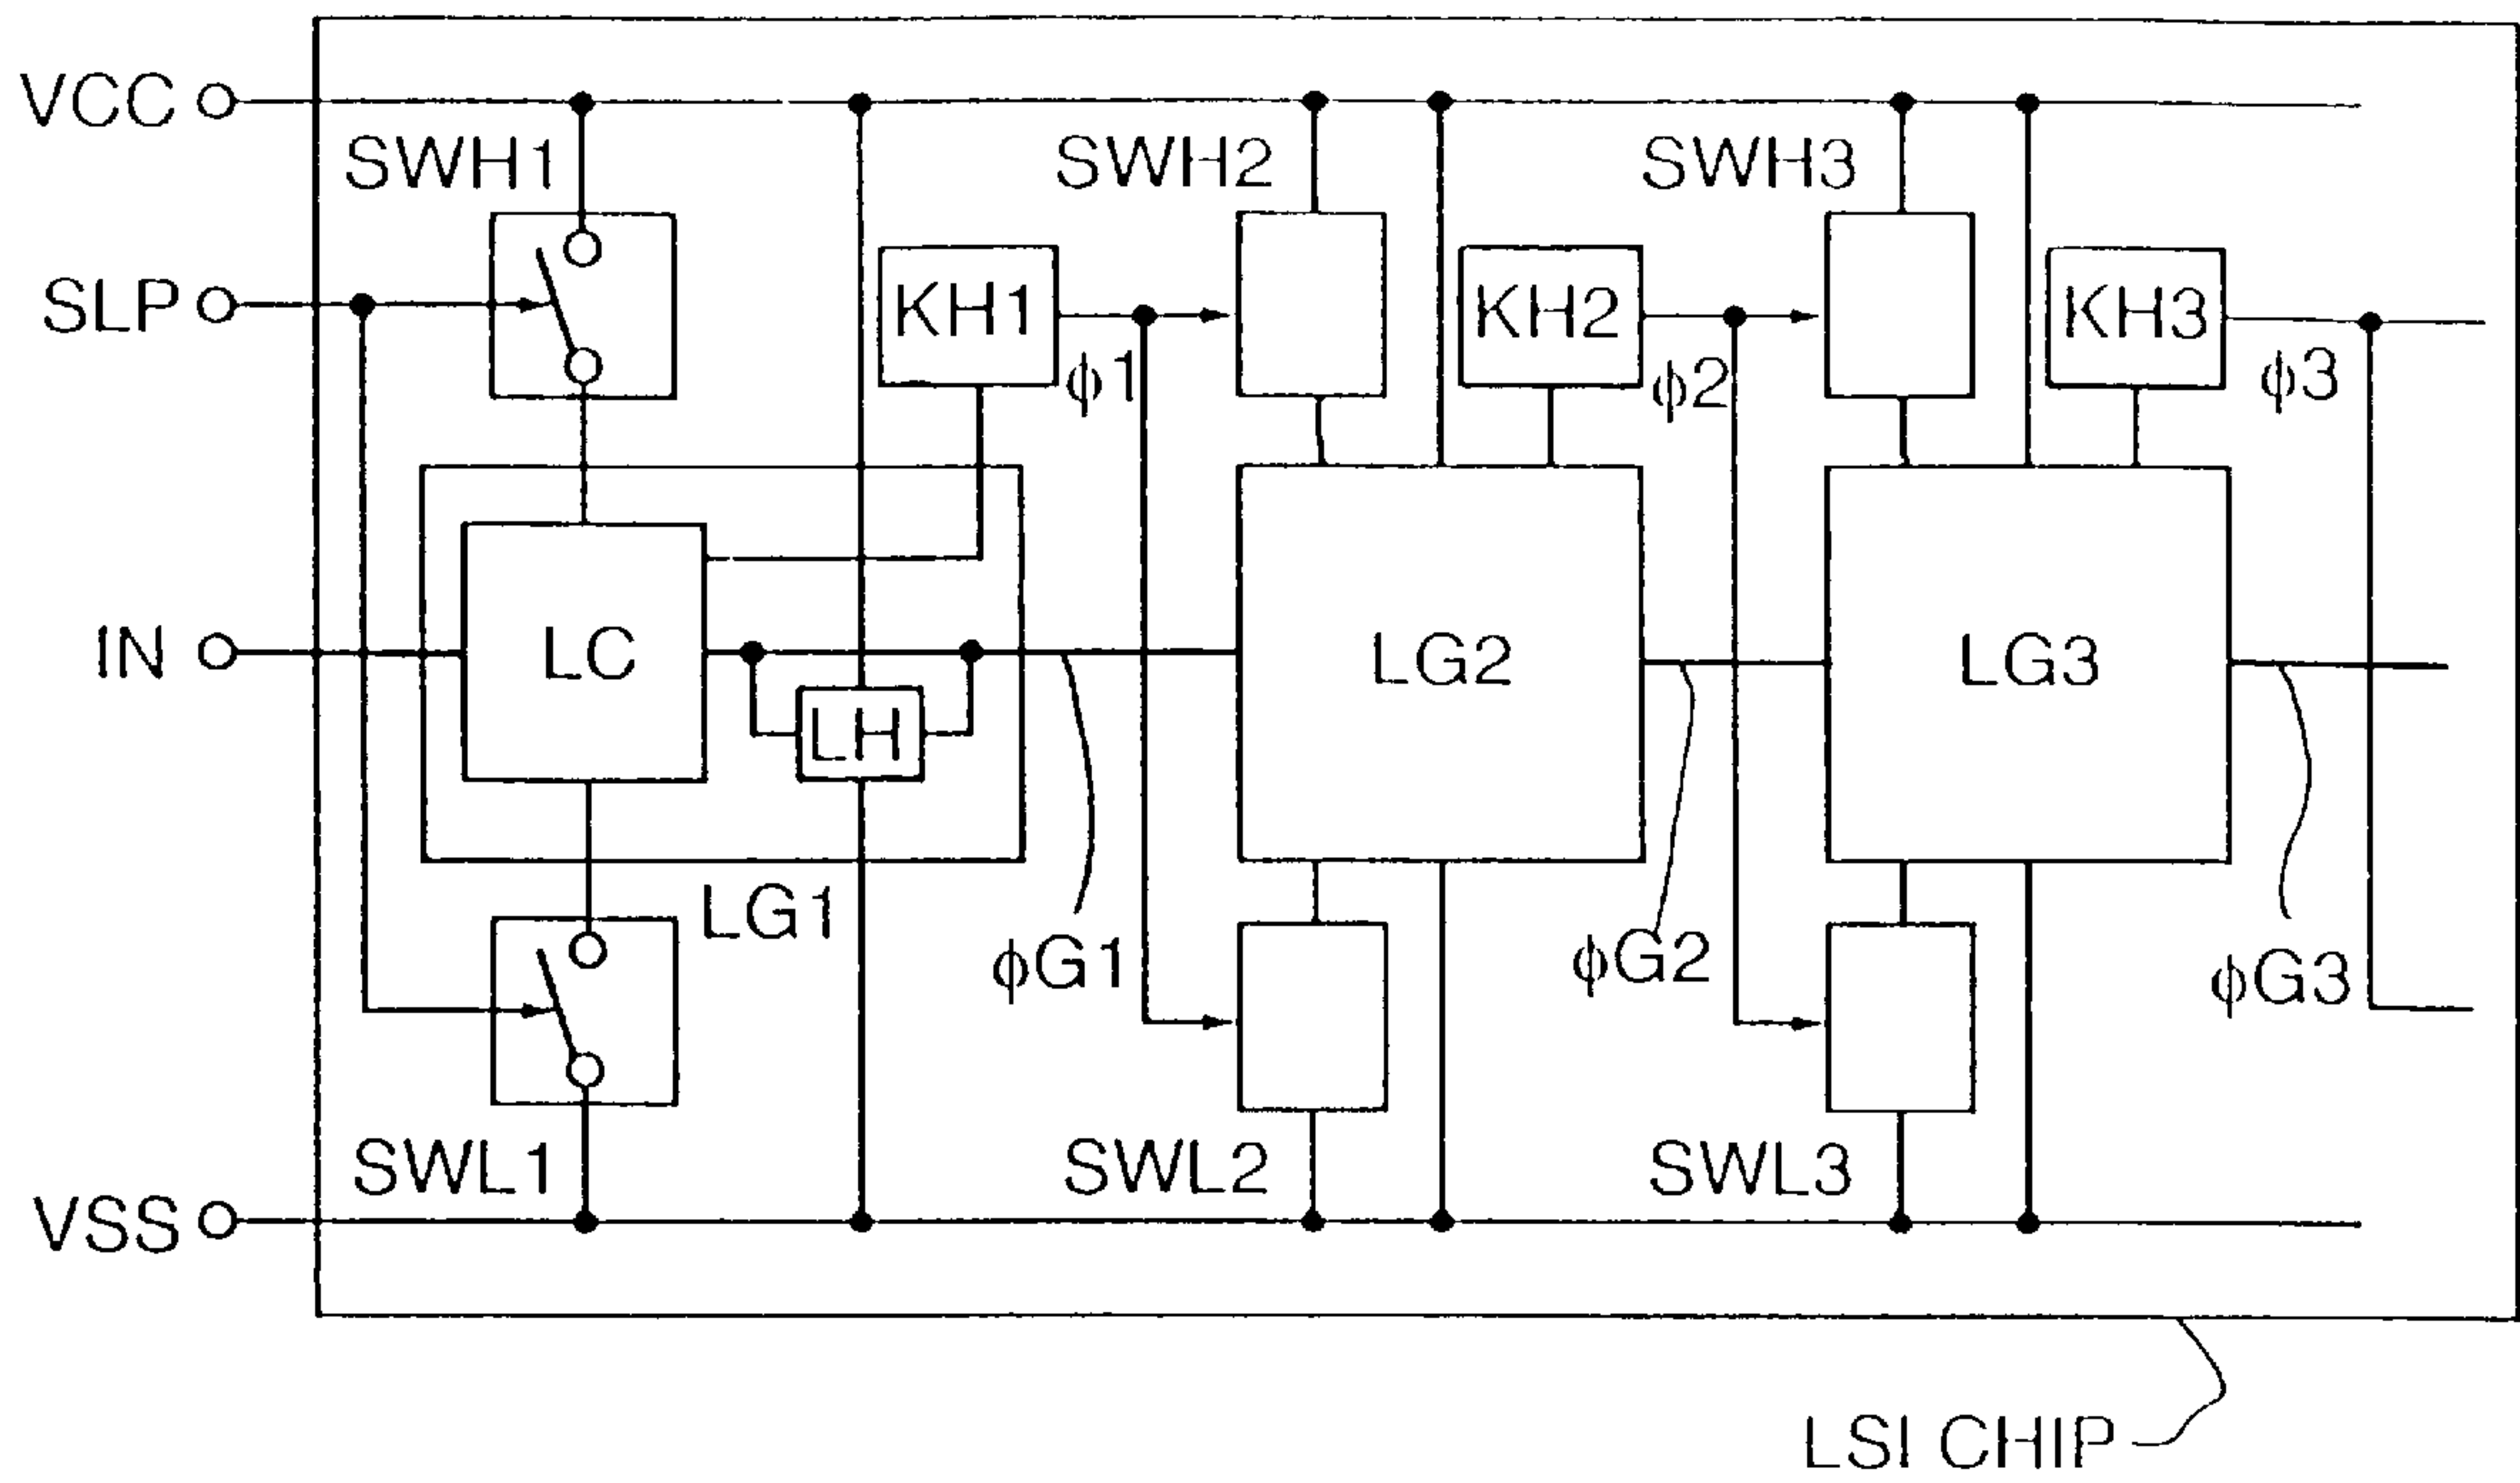 VCC
SWH1
SWH2
SWH3
SLP
KH1
KH2
KH3
ϕ1
ϕ2
ϕ3
IN
LC
LH
LG2
LG3
LG1
ϕG1
ϕG2
ϕG3
SWL1
SWL2
SWL3
VSS
LSI CHIP